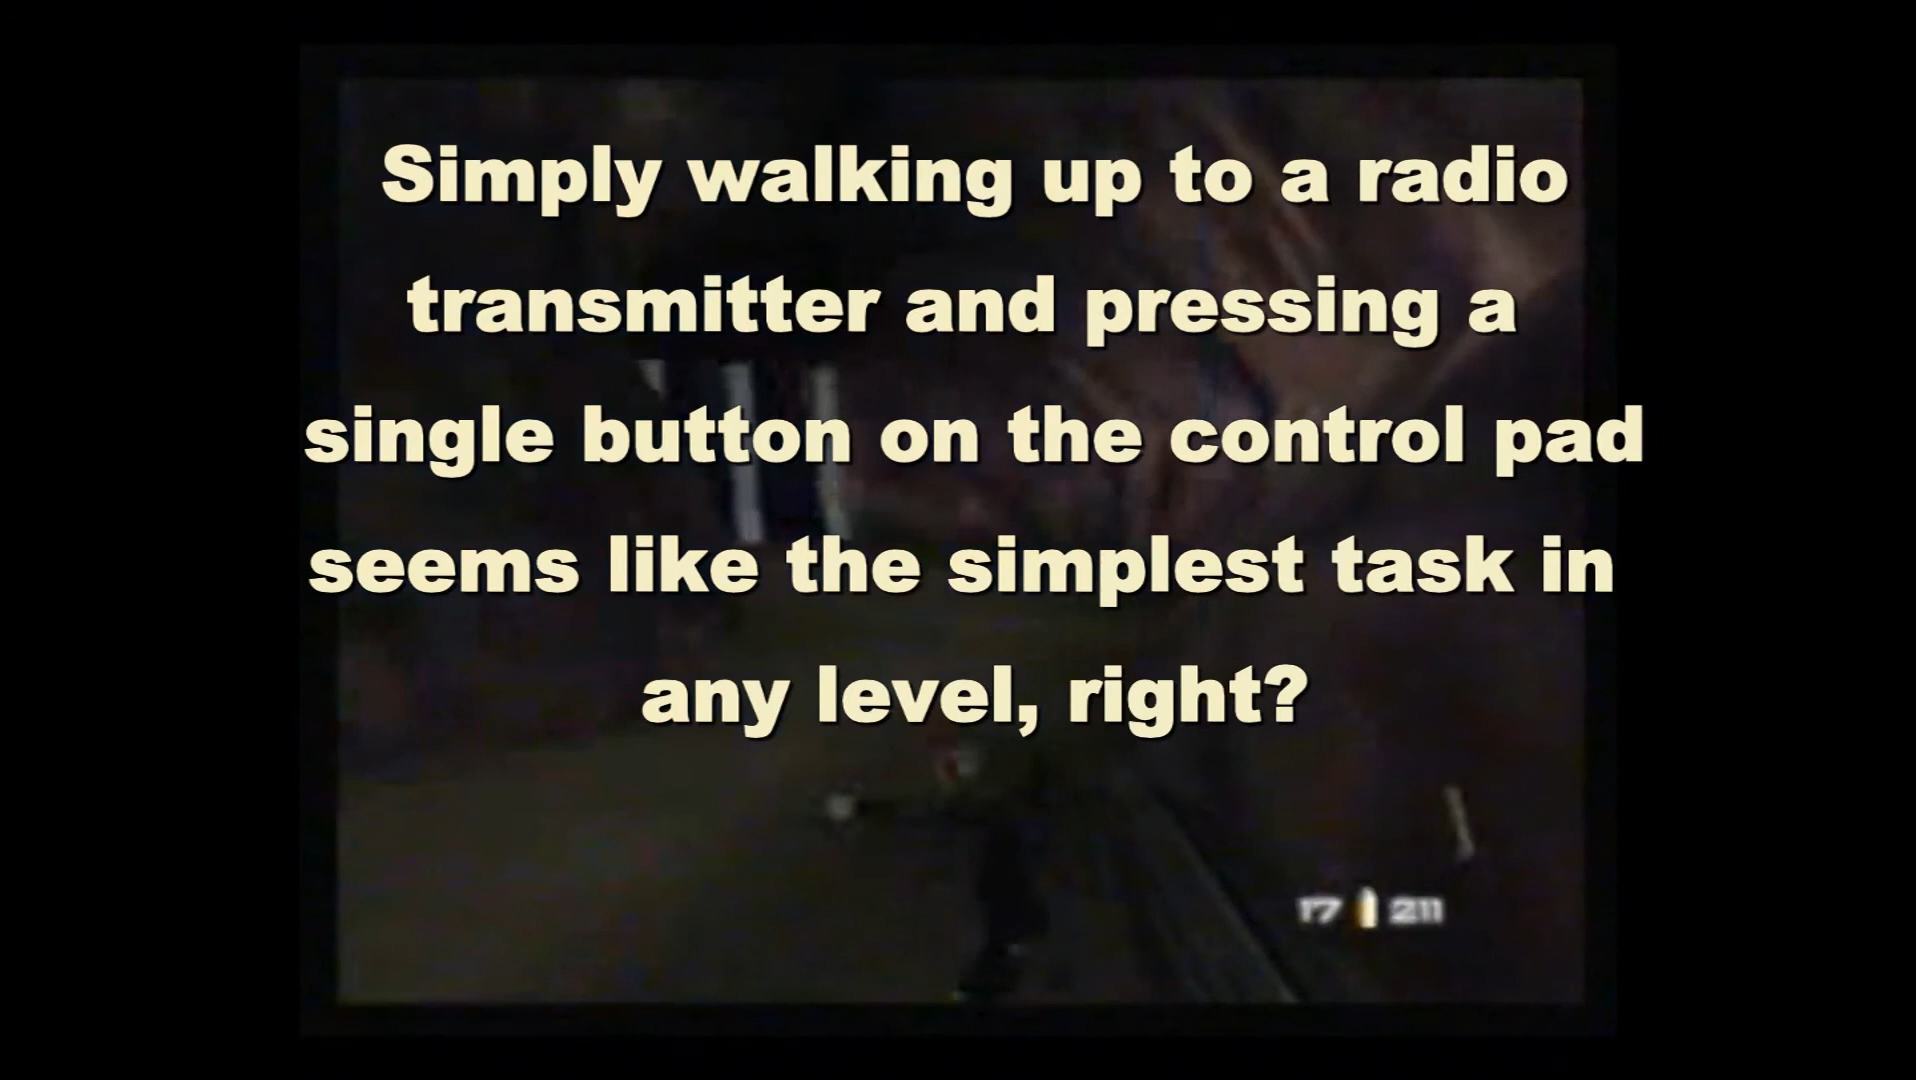 Simply walking up to a radio
transmitter and pressing a
single button on the control pad
seems like the simplest task in
any level, right?
17 211